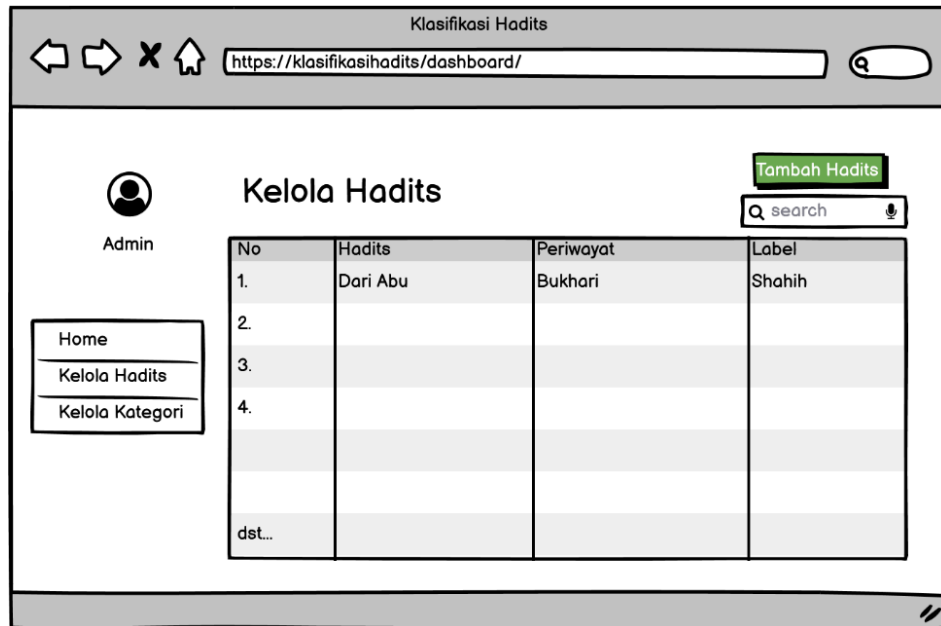 Klasifikasi Hadits
https://klasifikasihadits/dashboard/
Admin
Home
Kelola Hadits
Kelola Kategori
Kelola Hadits
Tambah Hadits
search
No Hadits Periwayat Label
1. Dari Abu Bukhari Shahih
2.
3.
4.
dst...